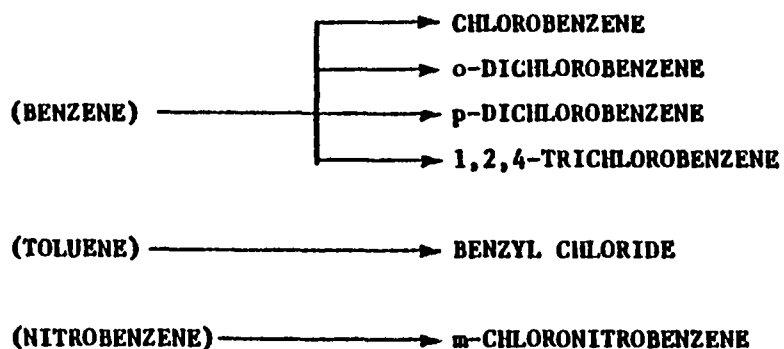 CHLOROBENZENE
o-DICHLOROBENZENE
(BENZENE)
p-DICHLOROBENZENE
1,2,4-TRICHLOROBENZENE
(TOLUENE)
BENZYL CHLORIDE
(NITROBENZENE)
m-CHLORONITROBENZENE